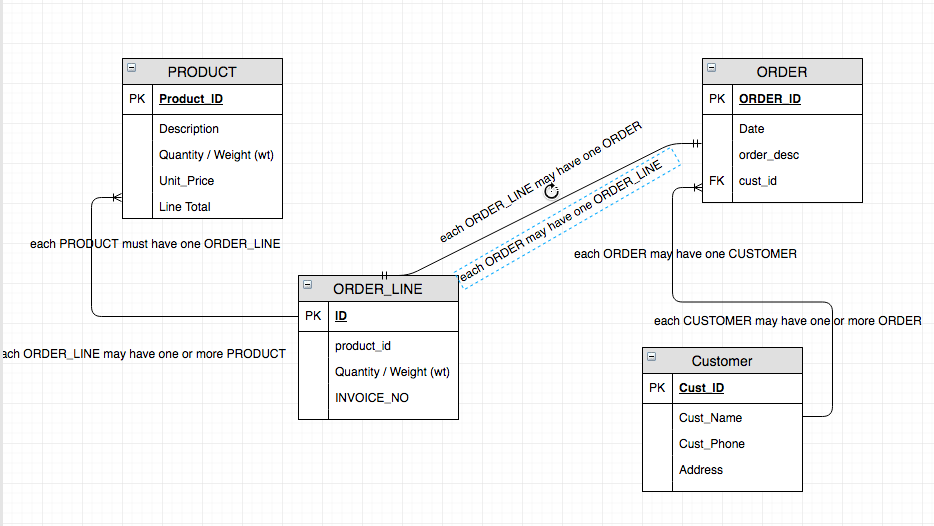 PRODUCT
PK Product_ID
Description
Quantity / Weight (wt)
Unit_Price
Line Total
ORDER
PK ORDER_ID
Date
order_desc
FK cust_id
each ORDER_LINE may have one ORDER
each ORDER may have one ORDER_LINE
each PRODUCT must have one ORDER_LINE
each ORDER may have one CUSTOMER
ORDER_LINE
PK ID
product_id
Quantity / Weight (wt)
INVOICE_NO
ach ORDER_LINE may have one or more PRODUCT
each CUSTOMER may have one or more ORDER
Customer
PK Cust_ID
Cust_Name
Cust_Phone
Address